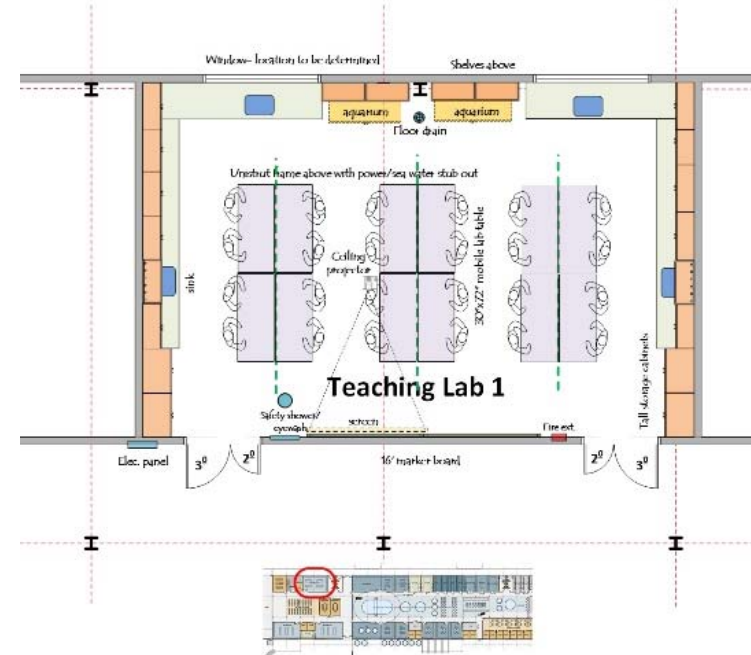 Window- location to be determined
Shelves above
aquarium
aquarium
Floor drain
Unistrut frame above with power/sea water stub out
Ceiling
projector
sink
30"x72" mobile lab table
Tall storage cabinets
Teaching Lab 1
Safety shower/
eyewash
screen
Fire ext.
Elec. panel
3⁰
2⁰
16' marker board
2⁰
3⁰